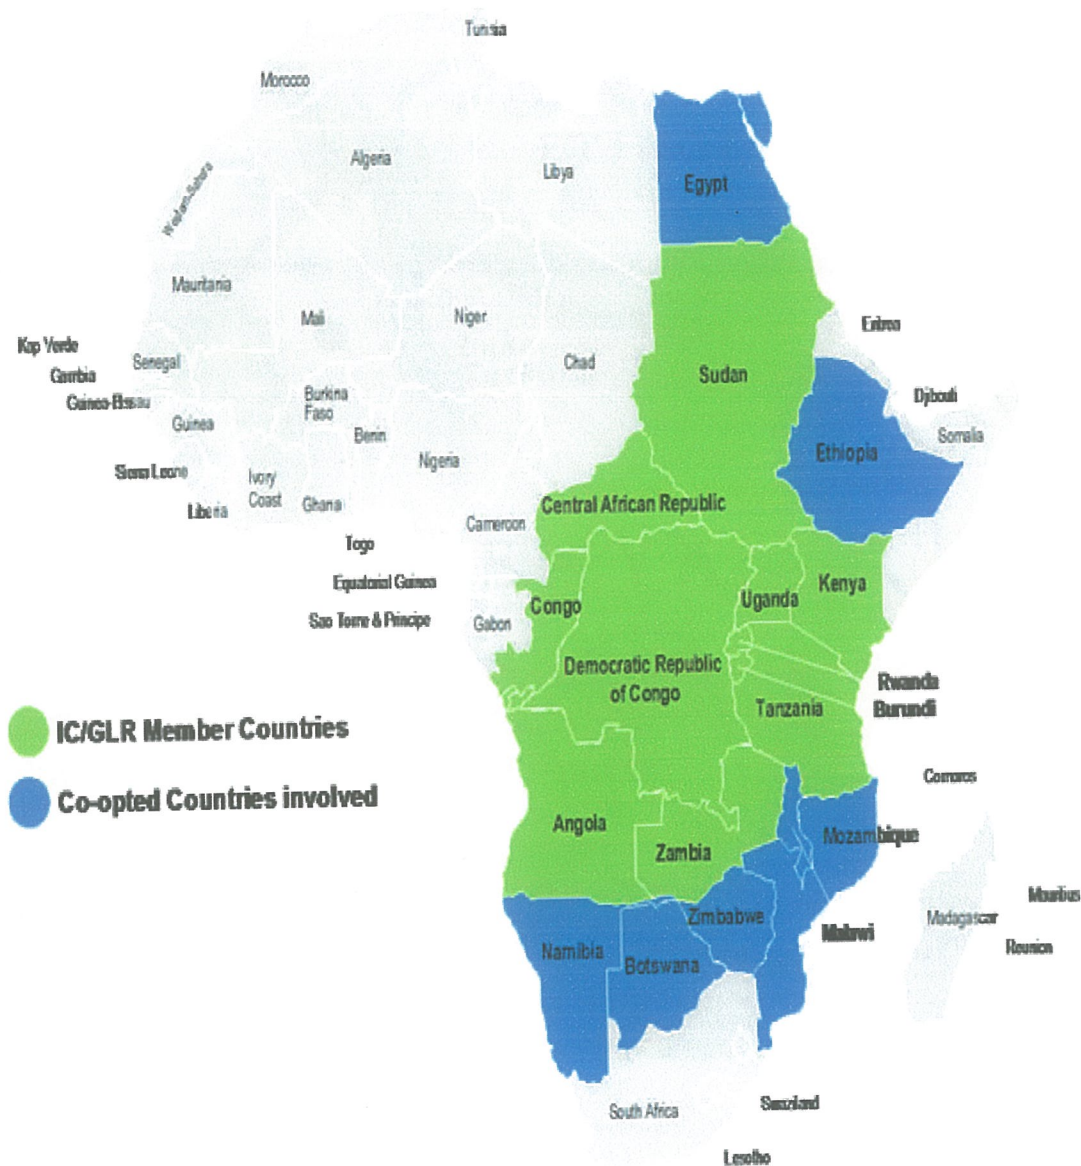 Tunisia
Morocco
Algeria
Libya
Egypt
Western-Sahara
Mauritania
Mali
Niger
Chad
Sudan
Eritrea
Kap Verde
Senegal
Gambia
Guinea-Bissau
Guinea
Burkina
Faso
Benin
Nigeria
Djibouti
Somalia
Ethiopia
Sierra Leone
Ivory
Coast
Ghana
Liberia
Cameroon
Central African Republic
Togo
Equatorial Guinea
Sao Tome & Principe
Gabon
Congo
Uganda
Kenya
Democratic Republic
of Congo
Rwanda
Burundi
Tanzania
IC/GLR Member Countries
Co-opted Countries involved
Comoros
Angola
Zambia
Mozambique
Malawi
Zimbabwe
Namibia
Botswana
Madagascar
Mauritius
Reunion
South Africa
Swaziland
Lesotho